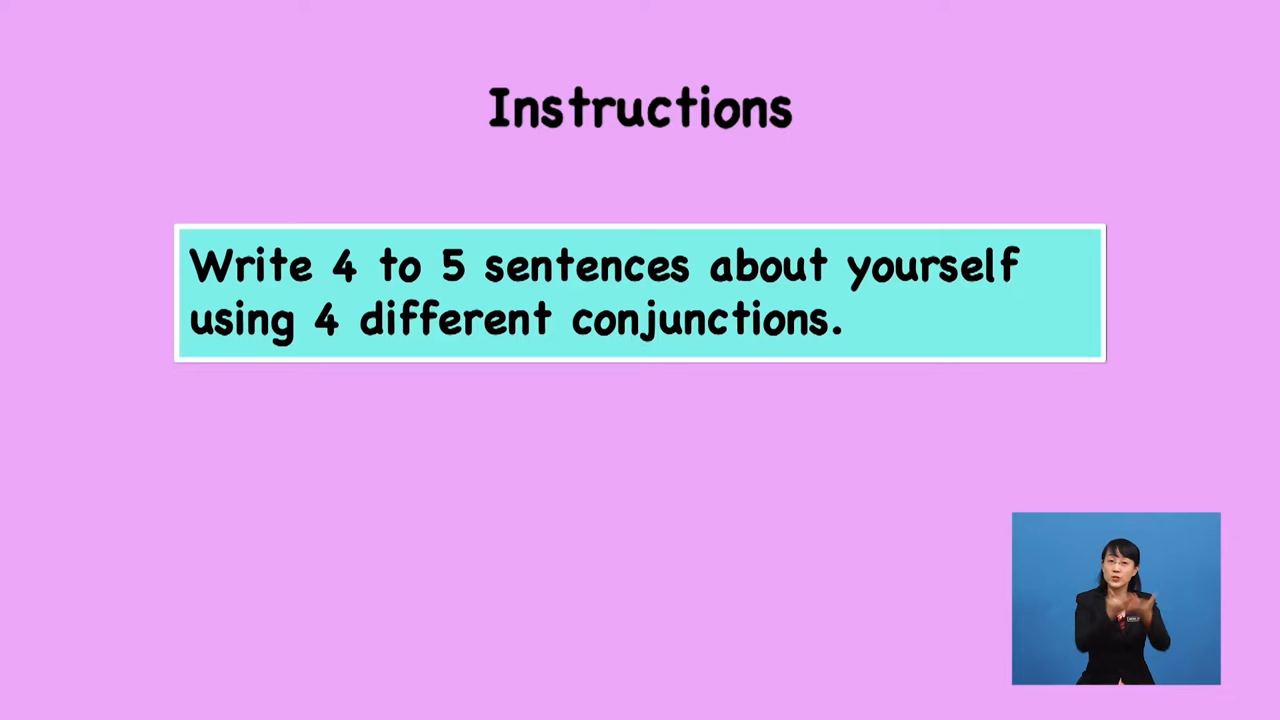 Instructions
Write 4 to 5 sentences about yourself
using 4 different conjunctions.